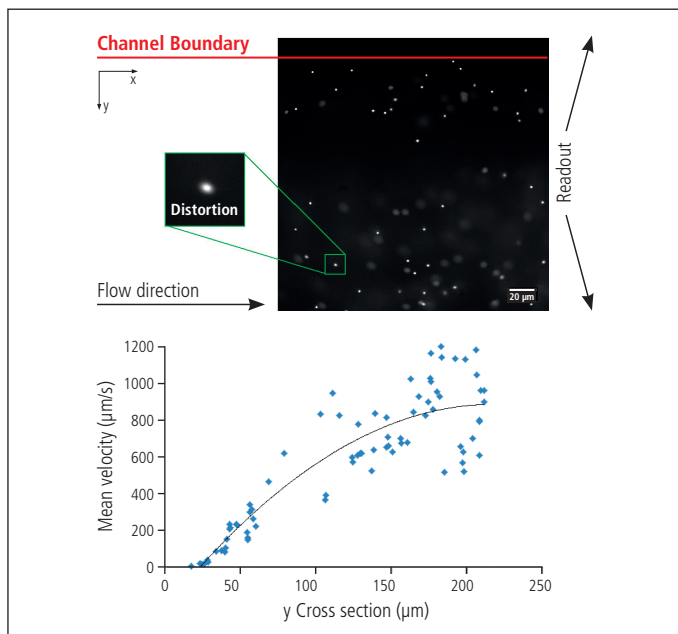 Channel Boundary
x
y
Distortion
Readout
Flow direction
20 µm
1200
1000
800
600
400
200
0
Mean velocity (µm/s)
0 50 100 150 200 250
y Cross section (µm)